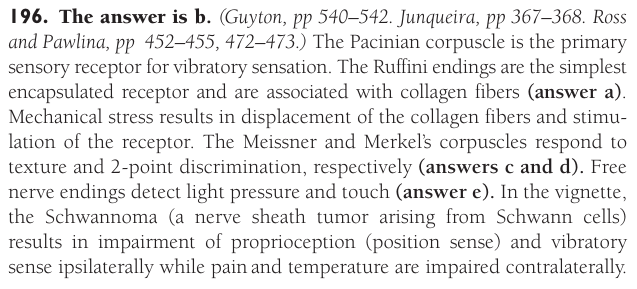 196. The answer is b. (Guyton, pp 540–542. Junqueira, pp 367–368. Ross
and Pawlina, pp 452–455, 472–473.) The Pacinian corpuscle is the primary
sensory receptor for vibratory sensation. The Ruffini endings are the simplest
encapsulated receptor and are associated with collagen fibers (answer a).
Mechanical stress results in displacement of the collagen fibers and stimu-
lation of the receptor. The Meissner and Merkel's corpuscles respond to
texture and 2-point discrimination, respectively (answers c and d). Free
nerve endings detect light pressure and touch (answer e). In the vignette,
the Schwannoma (a nerve sheath tumor arising from Schwann cells)
results in impairment of proprioception (position sense) and vibratory
sense ipsilaterally while pain and temperature are impaired contralaterally.